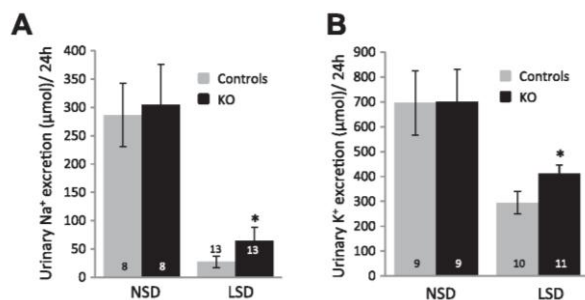 A
Urinary Na⁺ excretion (μmol)/ 24h
400
350
300
250
200
150
100
50
0
Controls
KO
8
8
13
*
13
NSD
LSD
B
Urinary K⁺ excretion (μmol)/ 24h
900
800
700
600
500
400
300
200
100
0
Controls
KO
9
9
10
*
11
NSD
LSD